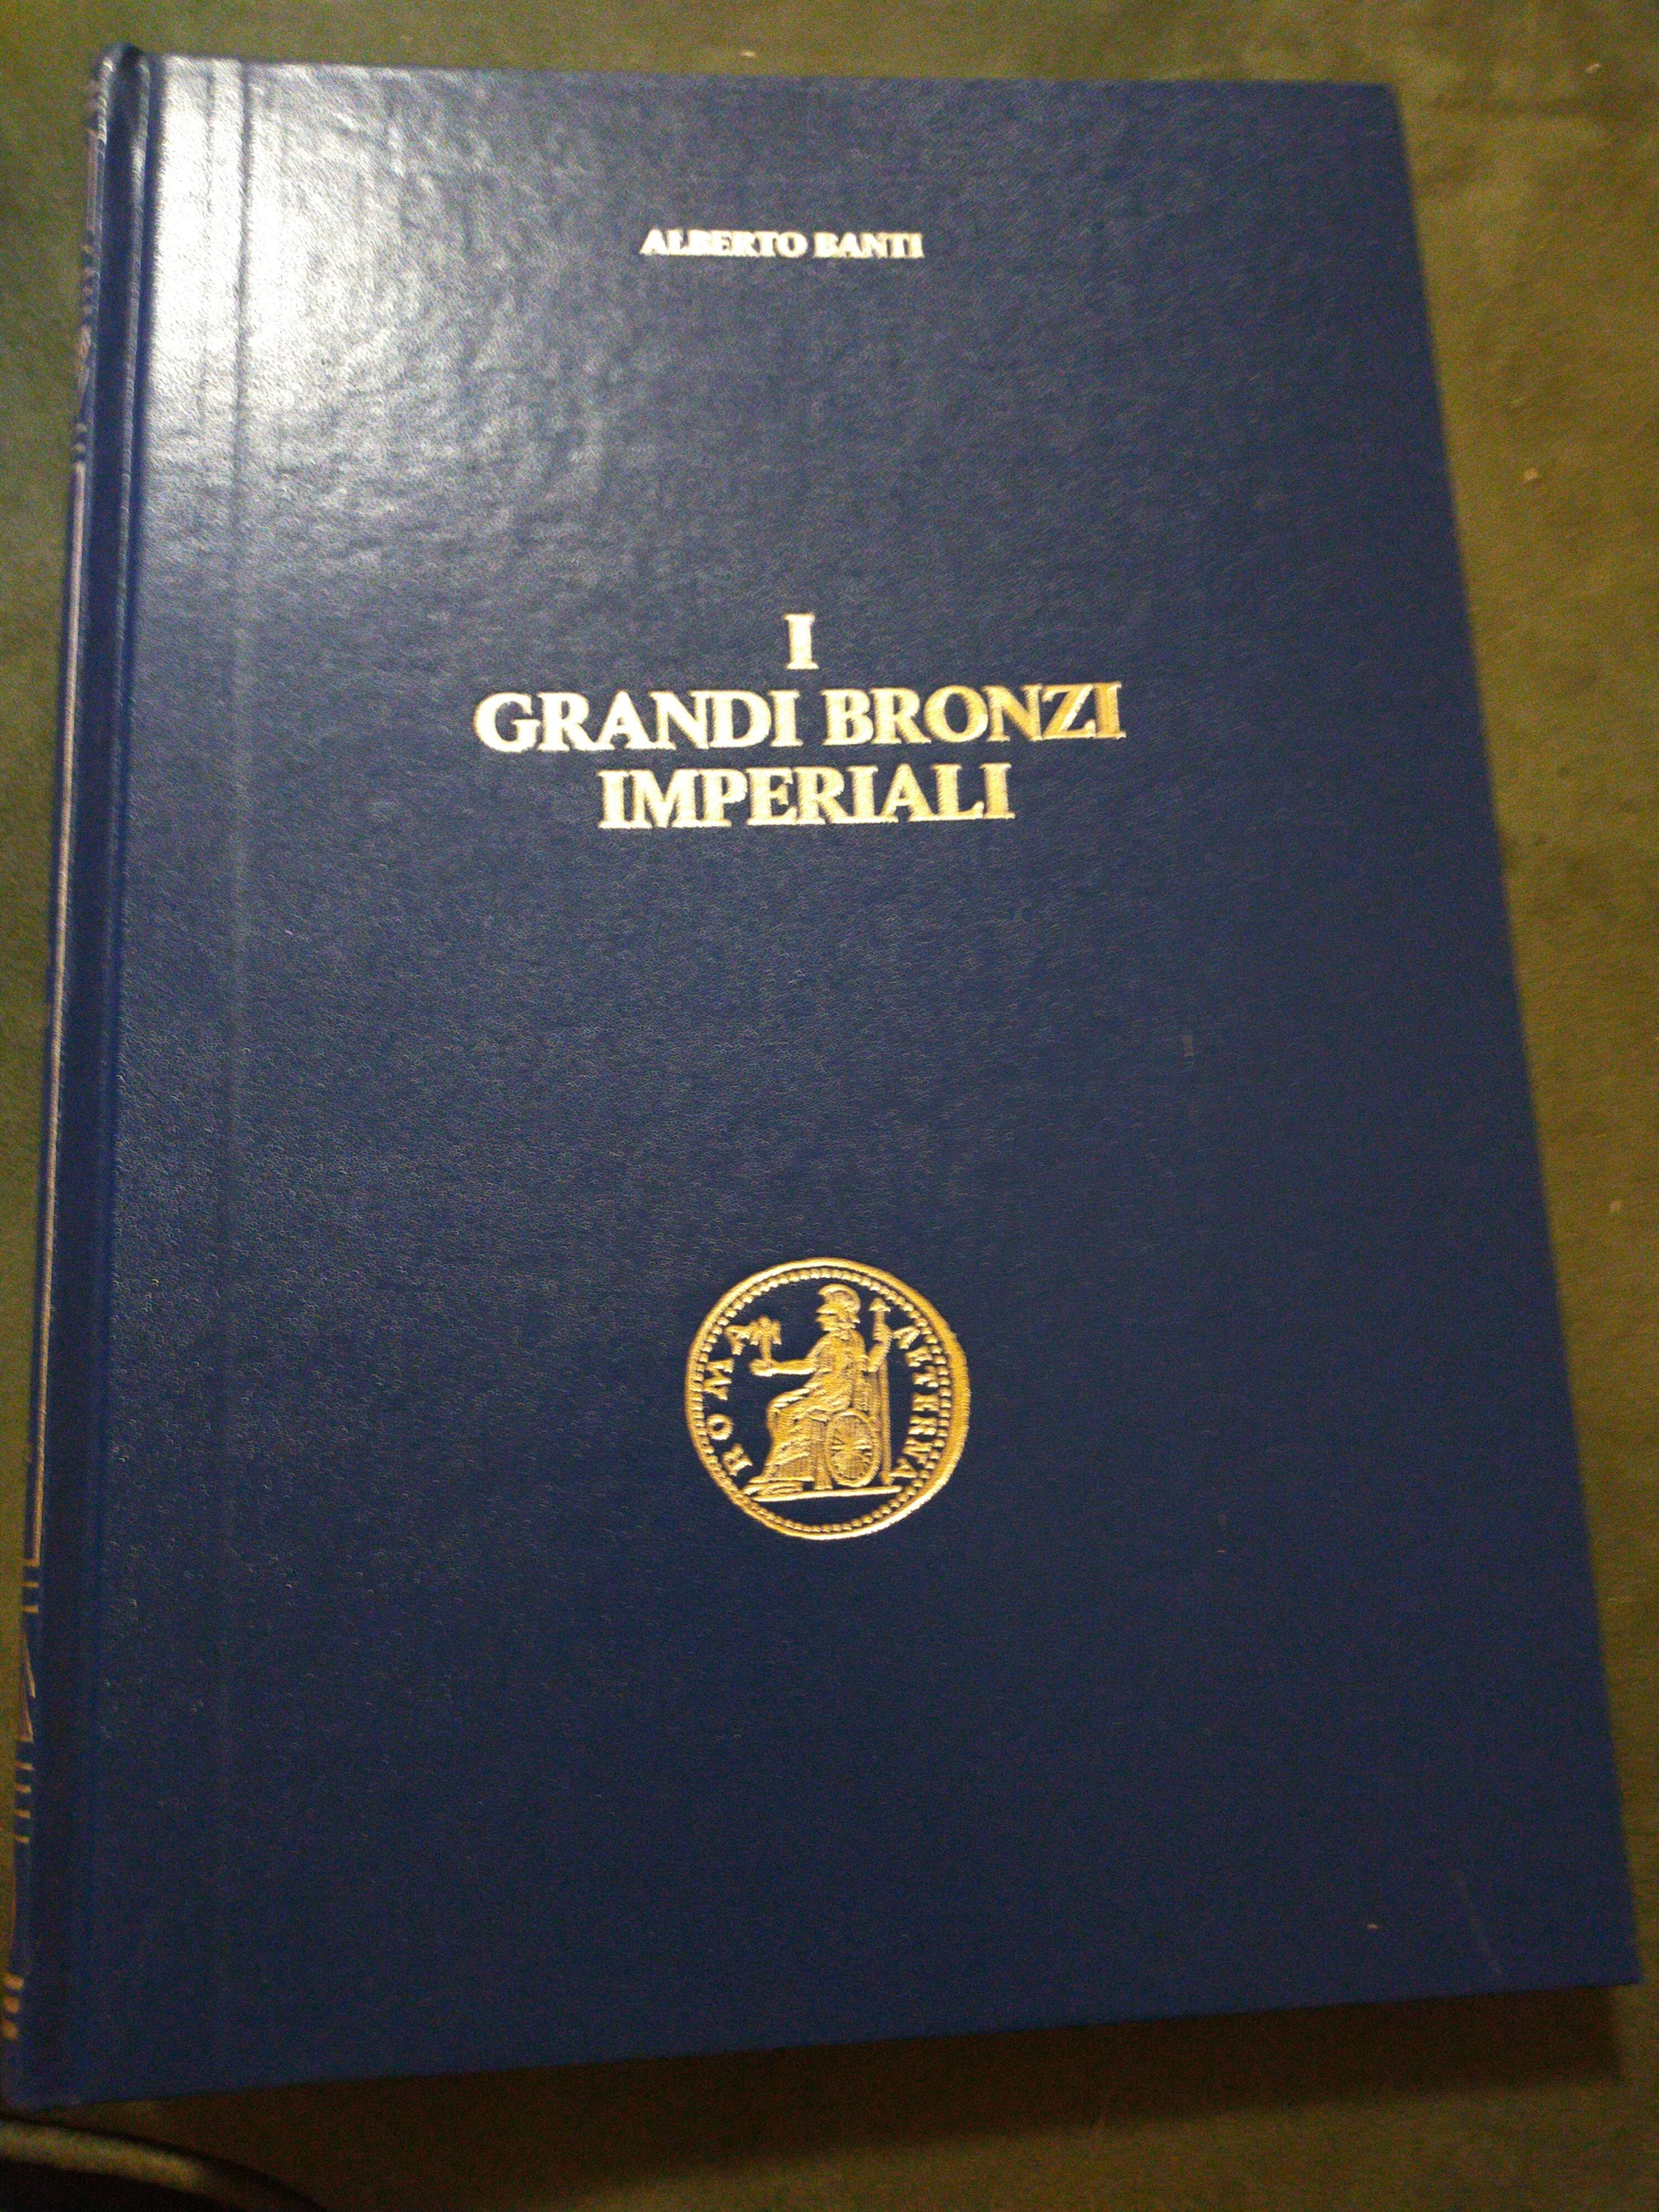 ALBERTO BANTI
I
GRANDI BRONZI
IMPERIALI
ROMA AETERNA